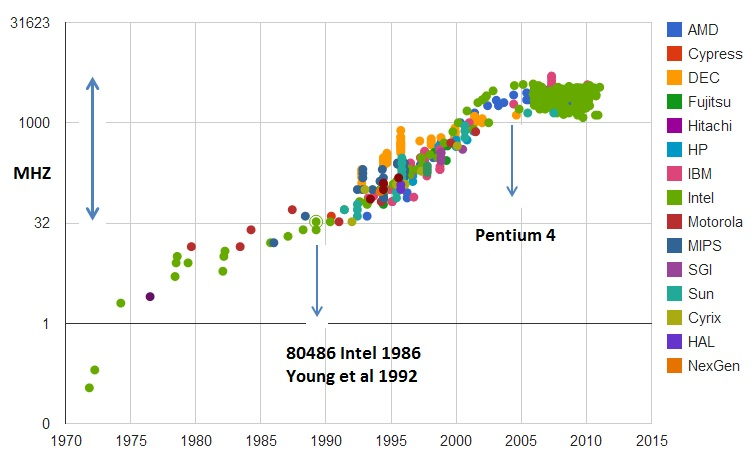 31623
1000
MHZ
32
1
0
1970
1975
1980
1985
1990
1995
2000
2005
2010
2015
Pentium 4
80486 Intel 1986
Young et al 1992
AMD
Cypress
DEC
Fujitsu
Hitachi
HP
IBM
Intel
Motorola
MIPS
SGI
Sun
Cyrix
HAL
NexGen